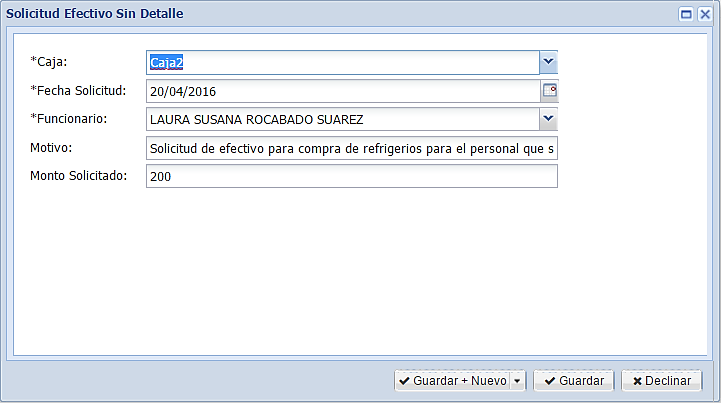 Solicitud Efectivo Sin Detalle
*Caja: Caja2
*Fecha Solicitud: 20/04/2016
*Funcionario: LAURA SUSANA ROCABADO SUAREZ
Motivo: Solicitud de efectivo para compra de refrigerios para el personal que s
Monto Solicitado: 200
Guardar + Nuevo Guardar Declinar